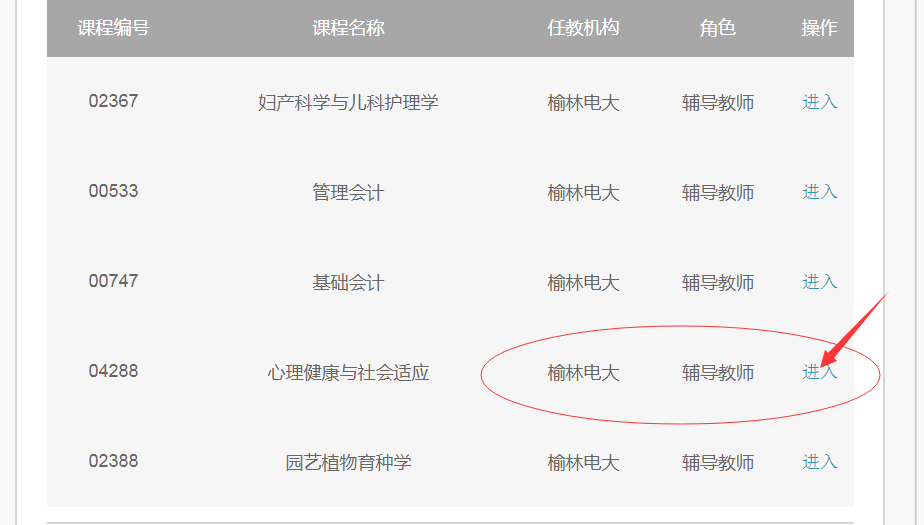 课程编号 课程名称 任教机构 角色 操作
02367 妇产科学与儿科护理学 榆林电大 辅导教师 进入
00533 管理会计 榆林电大 辅导教师 进入
00747 基础会计 榆林电大 辅导教师 进入
04288 心理健康与社会适应 榆林电大 辅导教师 进入
02388 园艺植物育种学 榆林电大 辅导教师 进入